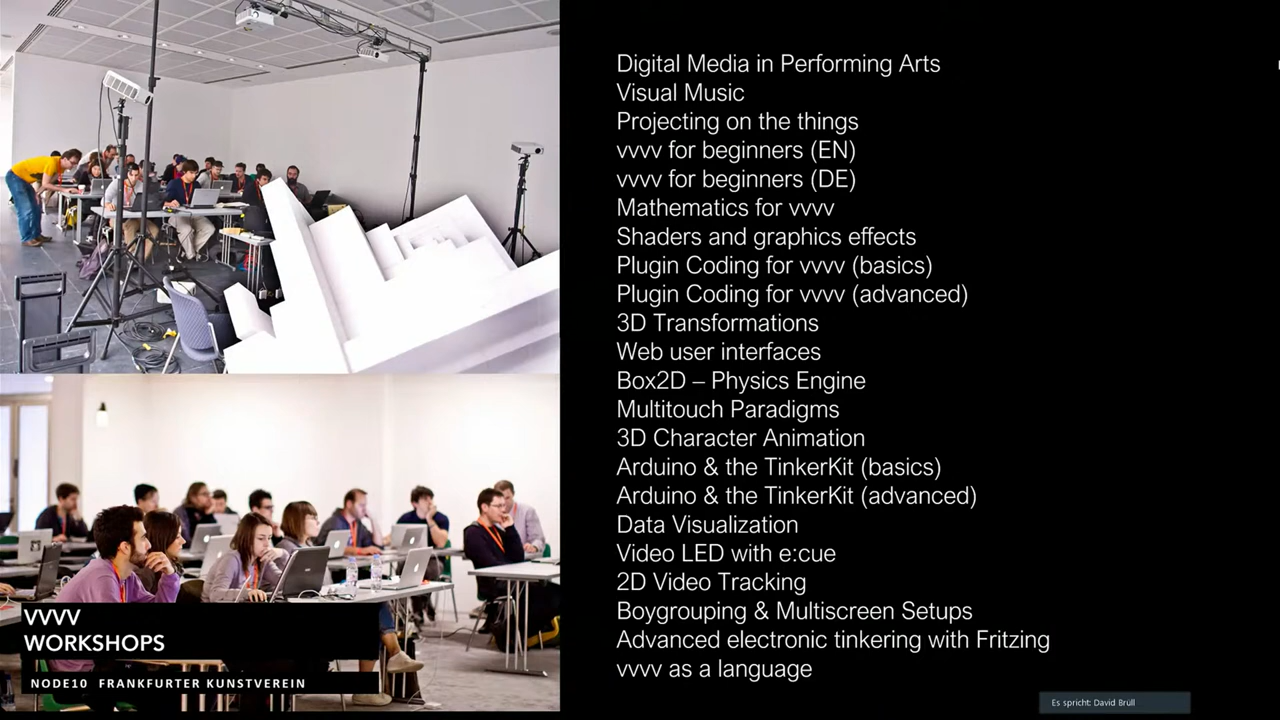 Digital Media in Performing Arts
Visual Music
Projecting on the things
vvvv for beginners (EN)
vvvv for beginners (DE)
Mathematics for vvvv
Shaders and graphics effects
Plugin Coding for vvvv (basics)
Plugin Coding for vvvv (advanced)
3D Transformations
Web user interfaces
Box2D – Physics Engine
Multitouch Paradigms
3D Character Animation
Arduino & the TinkerKit (basics)
Arduino & the TinkerKit (advanced)
Data Visualization
Video LED with e:cue
2D Video Tracking
Boygrouping & Multiscreen Setups
Advanced electronic tinkering with Fritzing
vvvv as a language
VVVV
WORKSHOPS
NODE10 FRANKFURTER KUNSTVEREIN
Es spricht: David Brüll